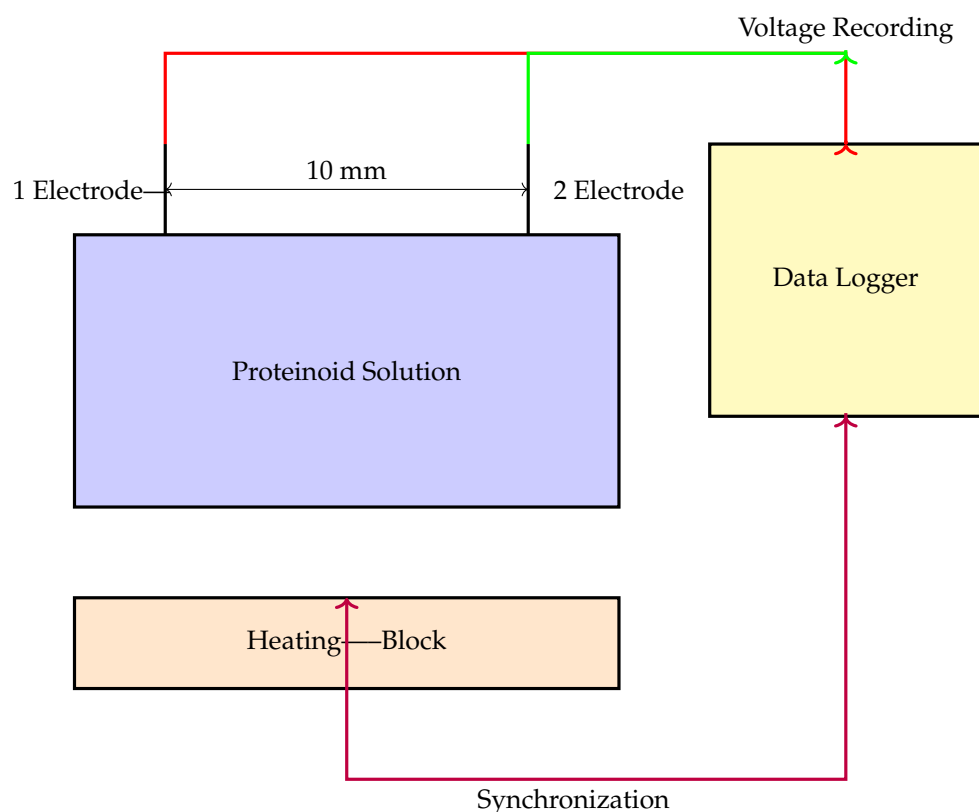 Voltage Recording
10 mm
1 Electrode—
2 Electrode
Data Logger
Proteinoid Solution
Heating——Block
Synchronization